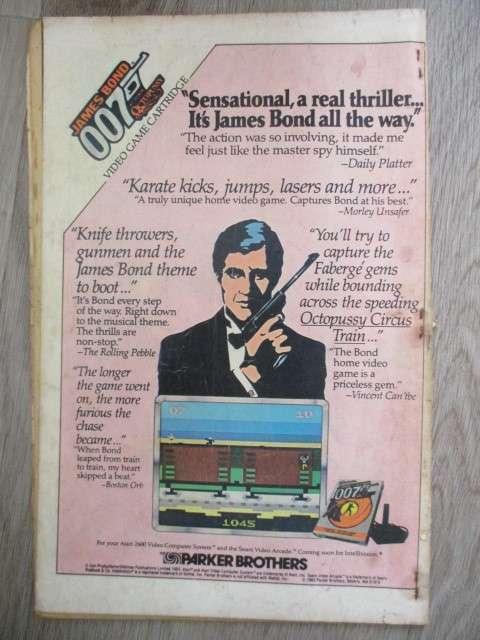 JAMES BOND
007
OCTOPUSSY
VIDEO GAME CARTRIDGE
"Sensational, a real thriller...
It's James Bond all the way."
"The action was so involving, it made me
feel just like the master spy himself."
–Daily Platter
"Karate kicks, jumps, lasers and more..."
"A truly unique home video game. Captures Bond at his best."
–Morley Unsafer
"Knife throwers,
gunmen and the
James Bond theme
to boot..."
"It's Bond every step
of the way. Right down
to the musical theme.
The thrills are
non-stop."
–The Rolling Pebble
"The longer
the game went
on, the more
furious the
chase
became..."
"When Bond
leaped from train
to train, my heart
skipped a beat."
–Boston Orb
"You'll try to
capture the
Fabergé gems
while bounding
across the speeding
Octopussy Circus
Train..."
"The Bond
home video
game is a
priceless gem."
–Vincent Can'tbe
07
10
1045
007
For your Atari 2600 Video Computer System™ and the Sears Video Arcade.™ Coming soon for Intellivision.®
PARKER BROTHERS